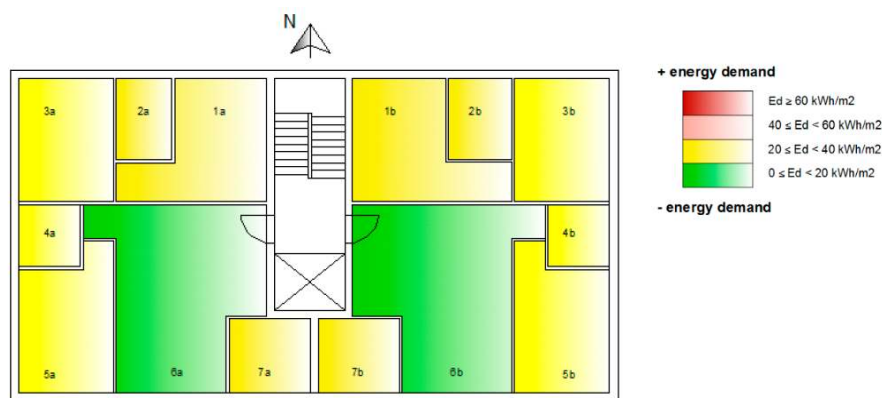 N
+ energy demand
Ed ≥ 60 kWh/m2
40 ≤ Ed < 60 kWh/m2
20 ≤ Ed < 40 kWh/m2
0 ≤ Ed < 20 kWh/m2
- energy demand
3a 2a 1a 1b 2b 3b
4a 4b
5a 6a 7a 7b 6b 5b